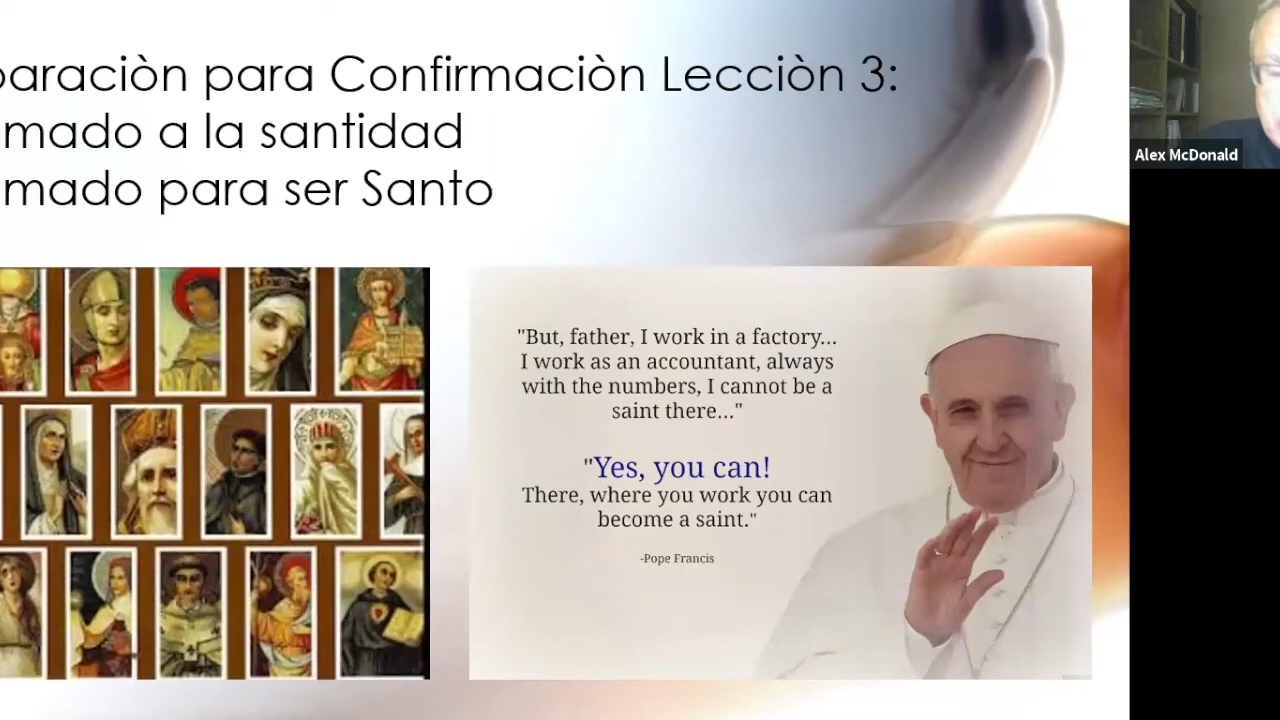 paraciòn para Confirmaciòn Lecciòn 3:
mado a la santidad
mado para ser Santo
Alex McDonald
"But, father, I work in a factory...
I work as an accountant, always
with the numbers, I cannot be a
saint there..."
"Yes, you can!
There, where you work you can
become a saint."
-Pope Francis